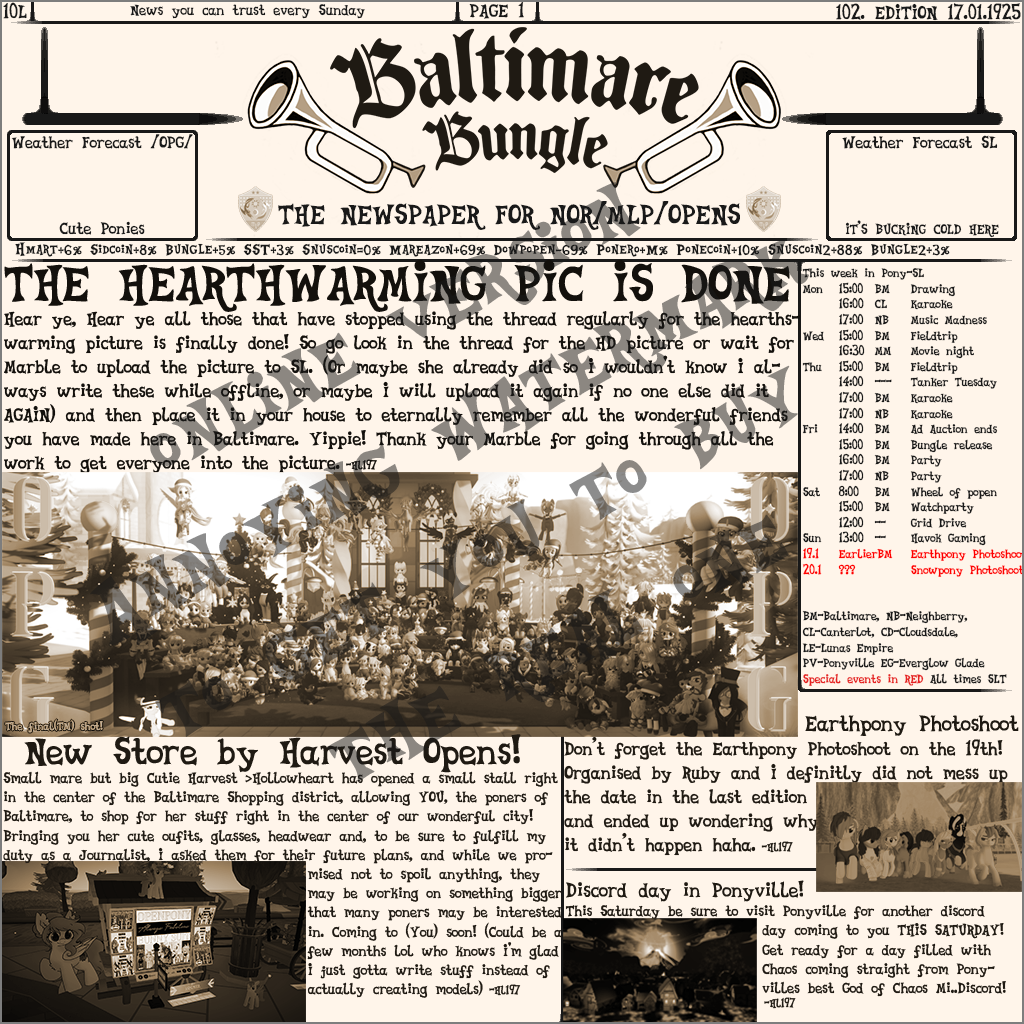 10L
News you can trust every Sunday
PAGE 1
102. EDITION 17.01.1925
Baltimare
Bungle
THE NEWSPAPER FOR NOR/MLP/OPENS
Weather Forecast /OPG/
Cute Ponies
Weather Forecast SL
iT'S BUCKING COLD HERE
HMART+6% SIDCOIN+8% BUNGLE+5% SST+3% SNUSCOIN=0% MAREAZON+69% DOWPOPEN-69% PONERO+M% PONECOIN+10% SNUSCOIN2+88% BUNGLE2+3%
THE HEARTHWARMiNG PiC iS DONE
Hear ye, Hear ye all those that have stopped using the thread regularly for the hearths-
warming picture is finally done! So go look in the thread for the HD picture or wait for
Marble to upload the picture to SL. (Or maybe she already did so i wouldn't know i al-
ways write these while offline, or maybe i will upload it again if no one else did it
AGAiN) and then place it in your house to eternally remember all the wonderful friends
you have made here in Baltimare. Yippie! Thank your Marble for going through all the
work to get everyone into the picture. -HL197
O P G
O P G
The final(TM) shot!
This week in Pony-SL
Mon 15:00 BM Drawing
16:00 CL Karaoke
17:00 NB Music Madness
Wed 15:00 BM Fieldtrip
16:30 MM Movie night
Thu 15:00 BM Fieldtrip
14:00 --- Tanker Tuesday
17:00 BM Karaoke
17:00 NB Karaoke
Fri 14:00 BM Ad Auction ends
15:00 BM Bungle release
16:00 BM Party
17:00 NB Party
Sat 8:00 BM Wheel of popen
15:00 BM Watchparty
12:00 --- Grid Drive
Sun 13:00 --- Havok Gaming
19.1 EarLierBM Earthpony Photoshoo
20.1 ??? Snowpony Photoshoot
BM-Baltimare, NB-Neighberry,
CL-Canterlot, CD-Cloudsdale,
LE-Lunas Empire
PV-Ponyville EG-Everglow Glade
Special events in RED All times SLT
New Store by Harvest Opens!
Small mare but big Cutie Harvest >Hollowheart has opened a small stall right
in the center of the Baltimare Shopping district, allowing YOU, the poners of
Baltimare, to shop for her stuff right in the center of our wonderful city!
Bringing you her cute oufits, glasses, headwear and, to be sure to fulfill my
duty as a Journalist, i asked them for their future plans, and while we pro-
mised not to spoil anything, they
may be working on something bigger
that many poners may be interested
in. Coming to (You) soon! (Could be a
few months lol who knows i'm glad
i just gotta write stuff instead of
actually creating models) -HL197
OPENPONY
Earthpony Photoshoot
Don't forget the Earthpony Photoshoot on the 19th!
Organised by Ruby and i definitly did not mess up
the date in the last edition
and ended up wondering why
it didn't happen haha. -HL197
Discord day in Ponyville!
This Saturday be sure to visit Ponyville for another discord
day coming to you THIS SATURDAY!
Get ready for a day filled with
Chaos coming straight from Pony-
villes best God of Chaos Mi..Discord!
-HL197
ONLINE VERSION
ANNOYING WATERMARK
TO BUY